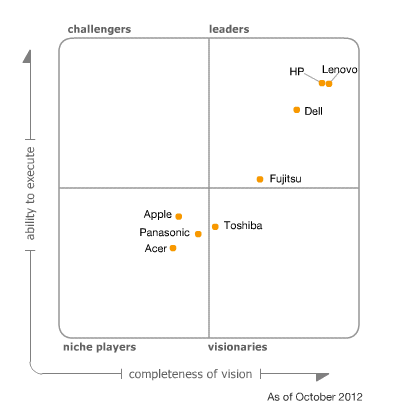 challengers
leaders
HP
Lenovo
Dell
Fujitsu
Apple
Panasonic
Toshiba
Acer
ability to execute
niche players
visionaries
completeness of vision
As of October 2012